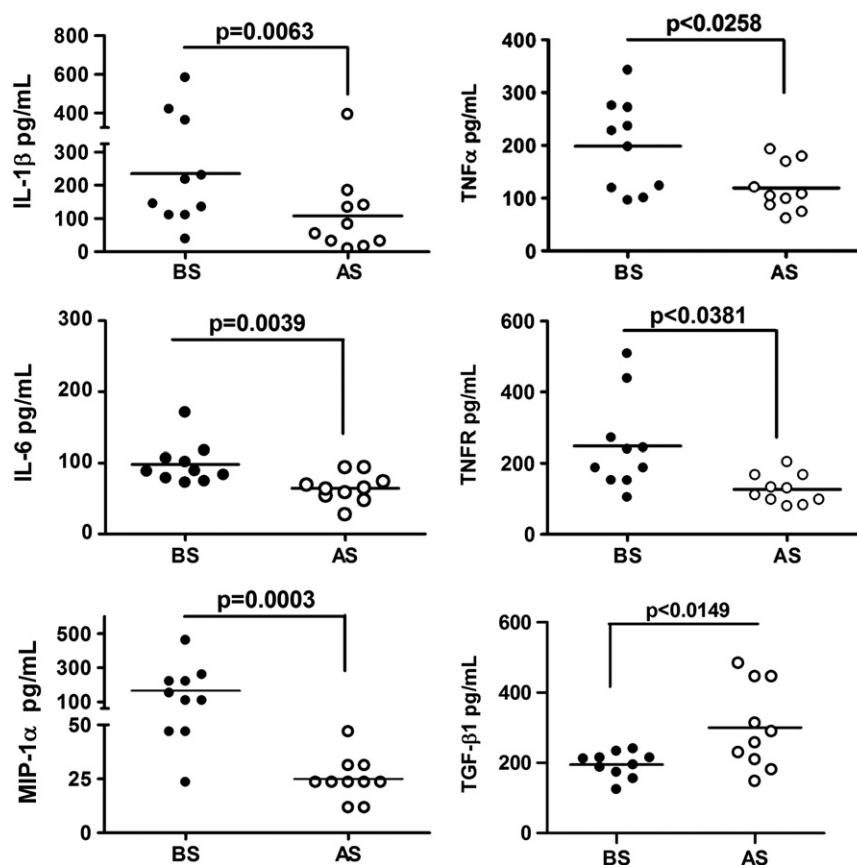 p=0.0063
IL-1β pg/mL
800
600
400
300
200
100
0
BS
AS
p<0.0258
TNFα pg/mL
400
300
200
100
0
BS
AS
p=0.0039
IL-6 pg/mL
300
200
100
0
BS
AS
p<0.0381
TNFR pg/mL
600
400
200
0
BS
AS
p=0.0003
MIP-1α pg/mL
500
300
100
50
25
0
BS
AS
p<0.0149
TGF-β1 pg/mL
600
400
200
0
BS
AS